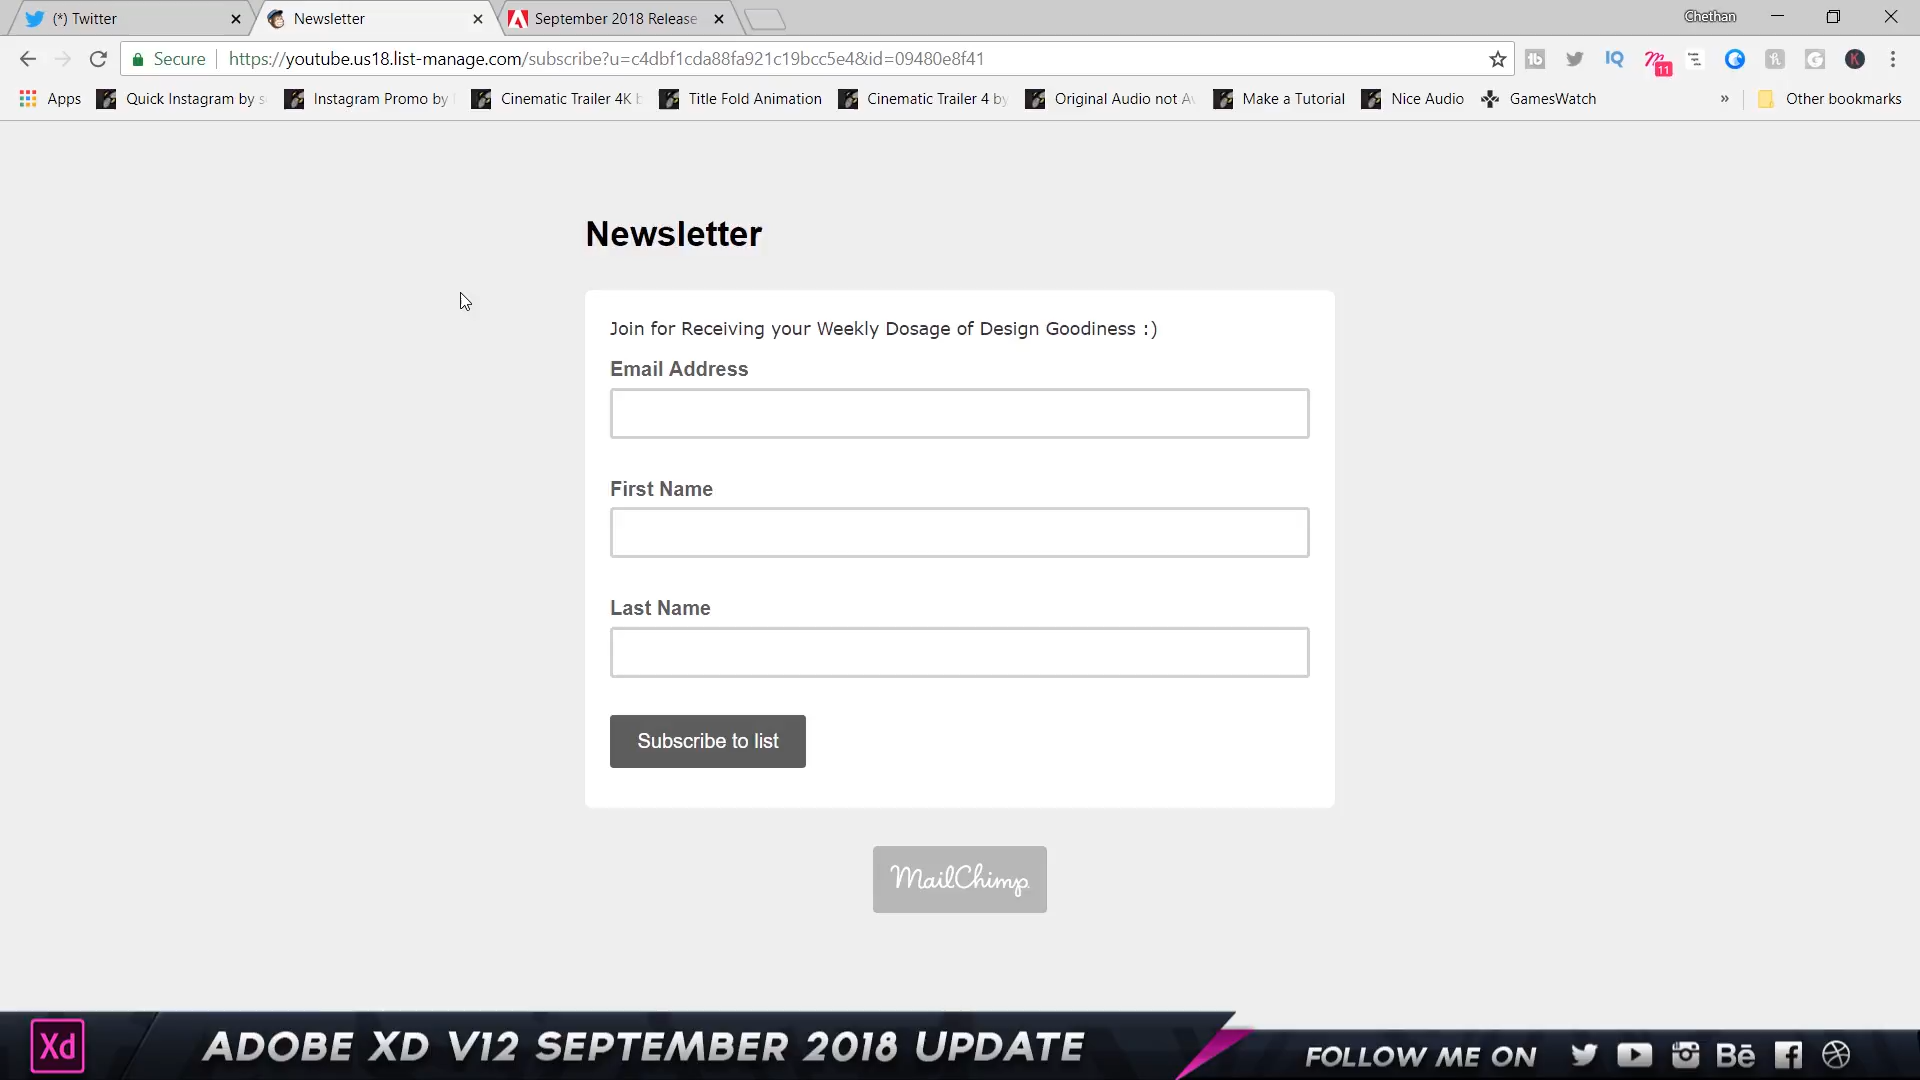 (*) Twitter
Newsletter
September 2018 Release
Chethan
Secure
https://youtube.us18.list-manage.com/subscribe?u=c4dbf1cda88fa921c19bcc5e4&id=09480e8f41
IQ
11
K
Apps
Quick Instagram by
Instagram Promo by
Cinematic Trailer 4K
Title Fold Animation
Cinematic Trailer 4 by
Original Audio not
Make a Tutorial
Nice Audio
GamesWatch
»
Other bookmarks
Newsletter
Join for Receiving your Weekly Dosage of Design Goodiness :)
Email Address
First Name
Last Name
Subscribe to list
MailChimp
Xd
ADOBE XD V12 SEPTEMBER 2018 UPDATE
FOLLOW ME ON
Bē